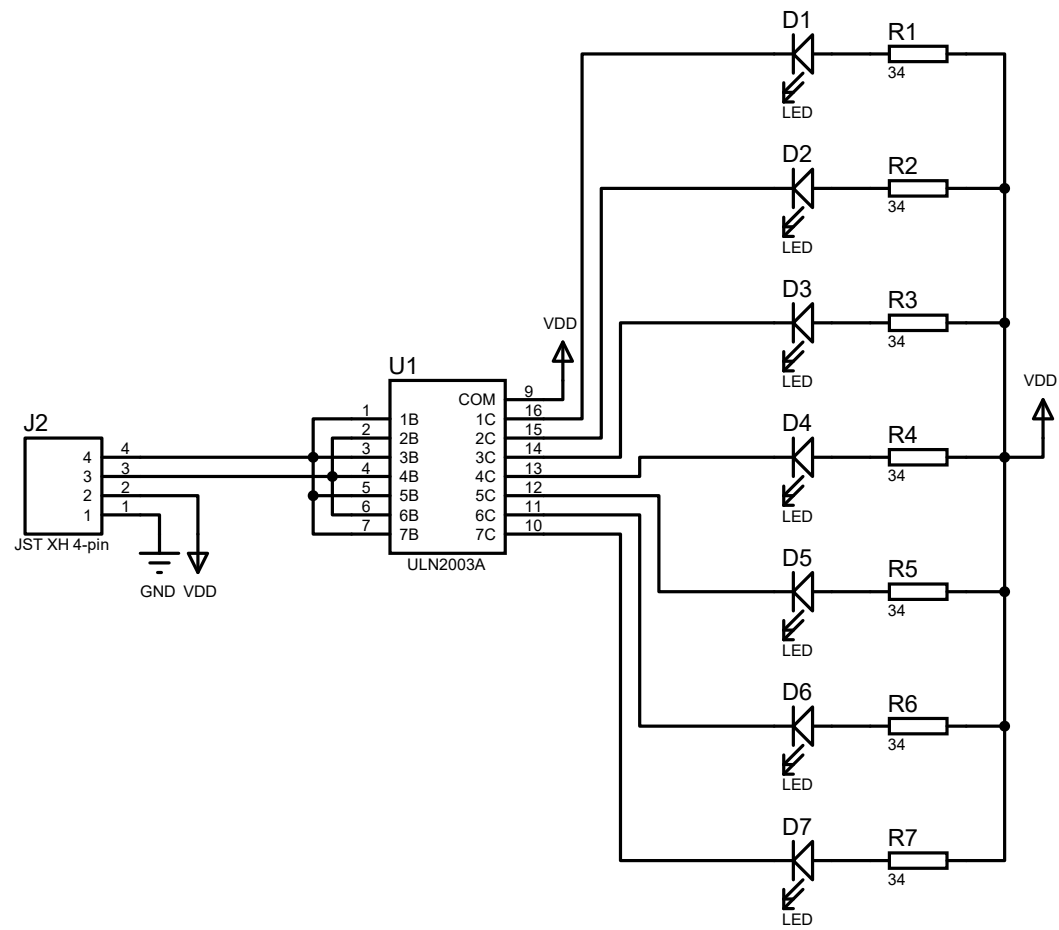 D1
R1
34
LED
D2
R2
34
LED
D3
R3
34
LED
VDD
U1
COM 9
1 1B 1C 16
2 2B 2C 15
3 3B 3C 14
4 4B 4C 13
5 5B 5C 12
6 6B 6C 11
7 7B 7C 10
ULN2003A
J2
4 4
3 3
2 2
1 1
JST XH 4-pin
GND VDD
D4
R4
34
LED
VDD
D5
R5
34
LED
D6
R6
34
LED
D7
R7
34
LED